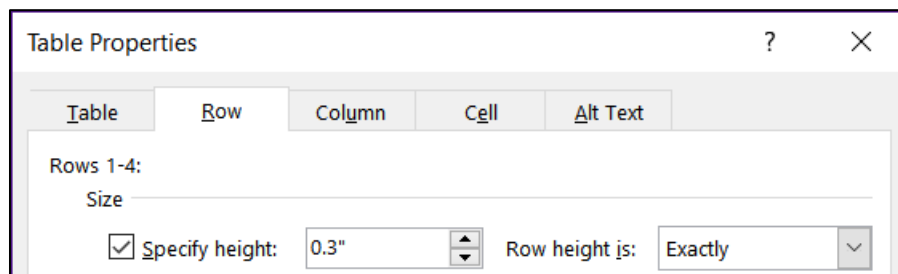 Table Properties ?
Table Row Column Cell Alt Text
Rows 1-4:
Size
Specify height: 0.3" Row height is: Exactly